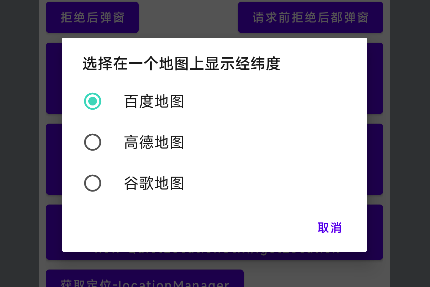 拒绝后弹窗
请求前拒绝后都弹窗
选择在一个地图上显示经纬度
百度地图
高德地图
谷歌地图
取消
获取定位-locationManager